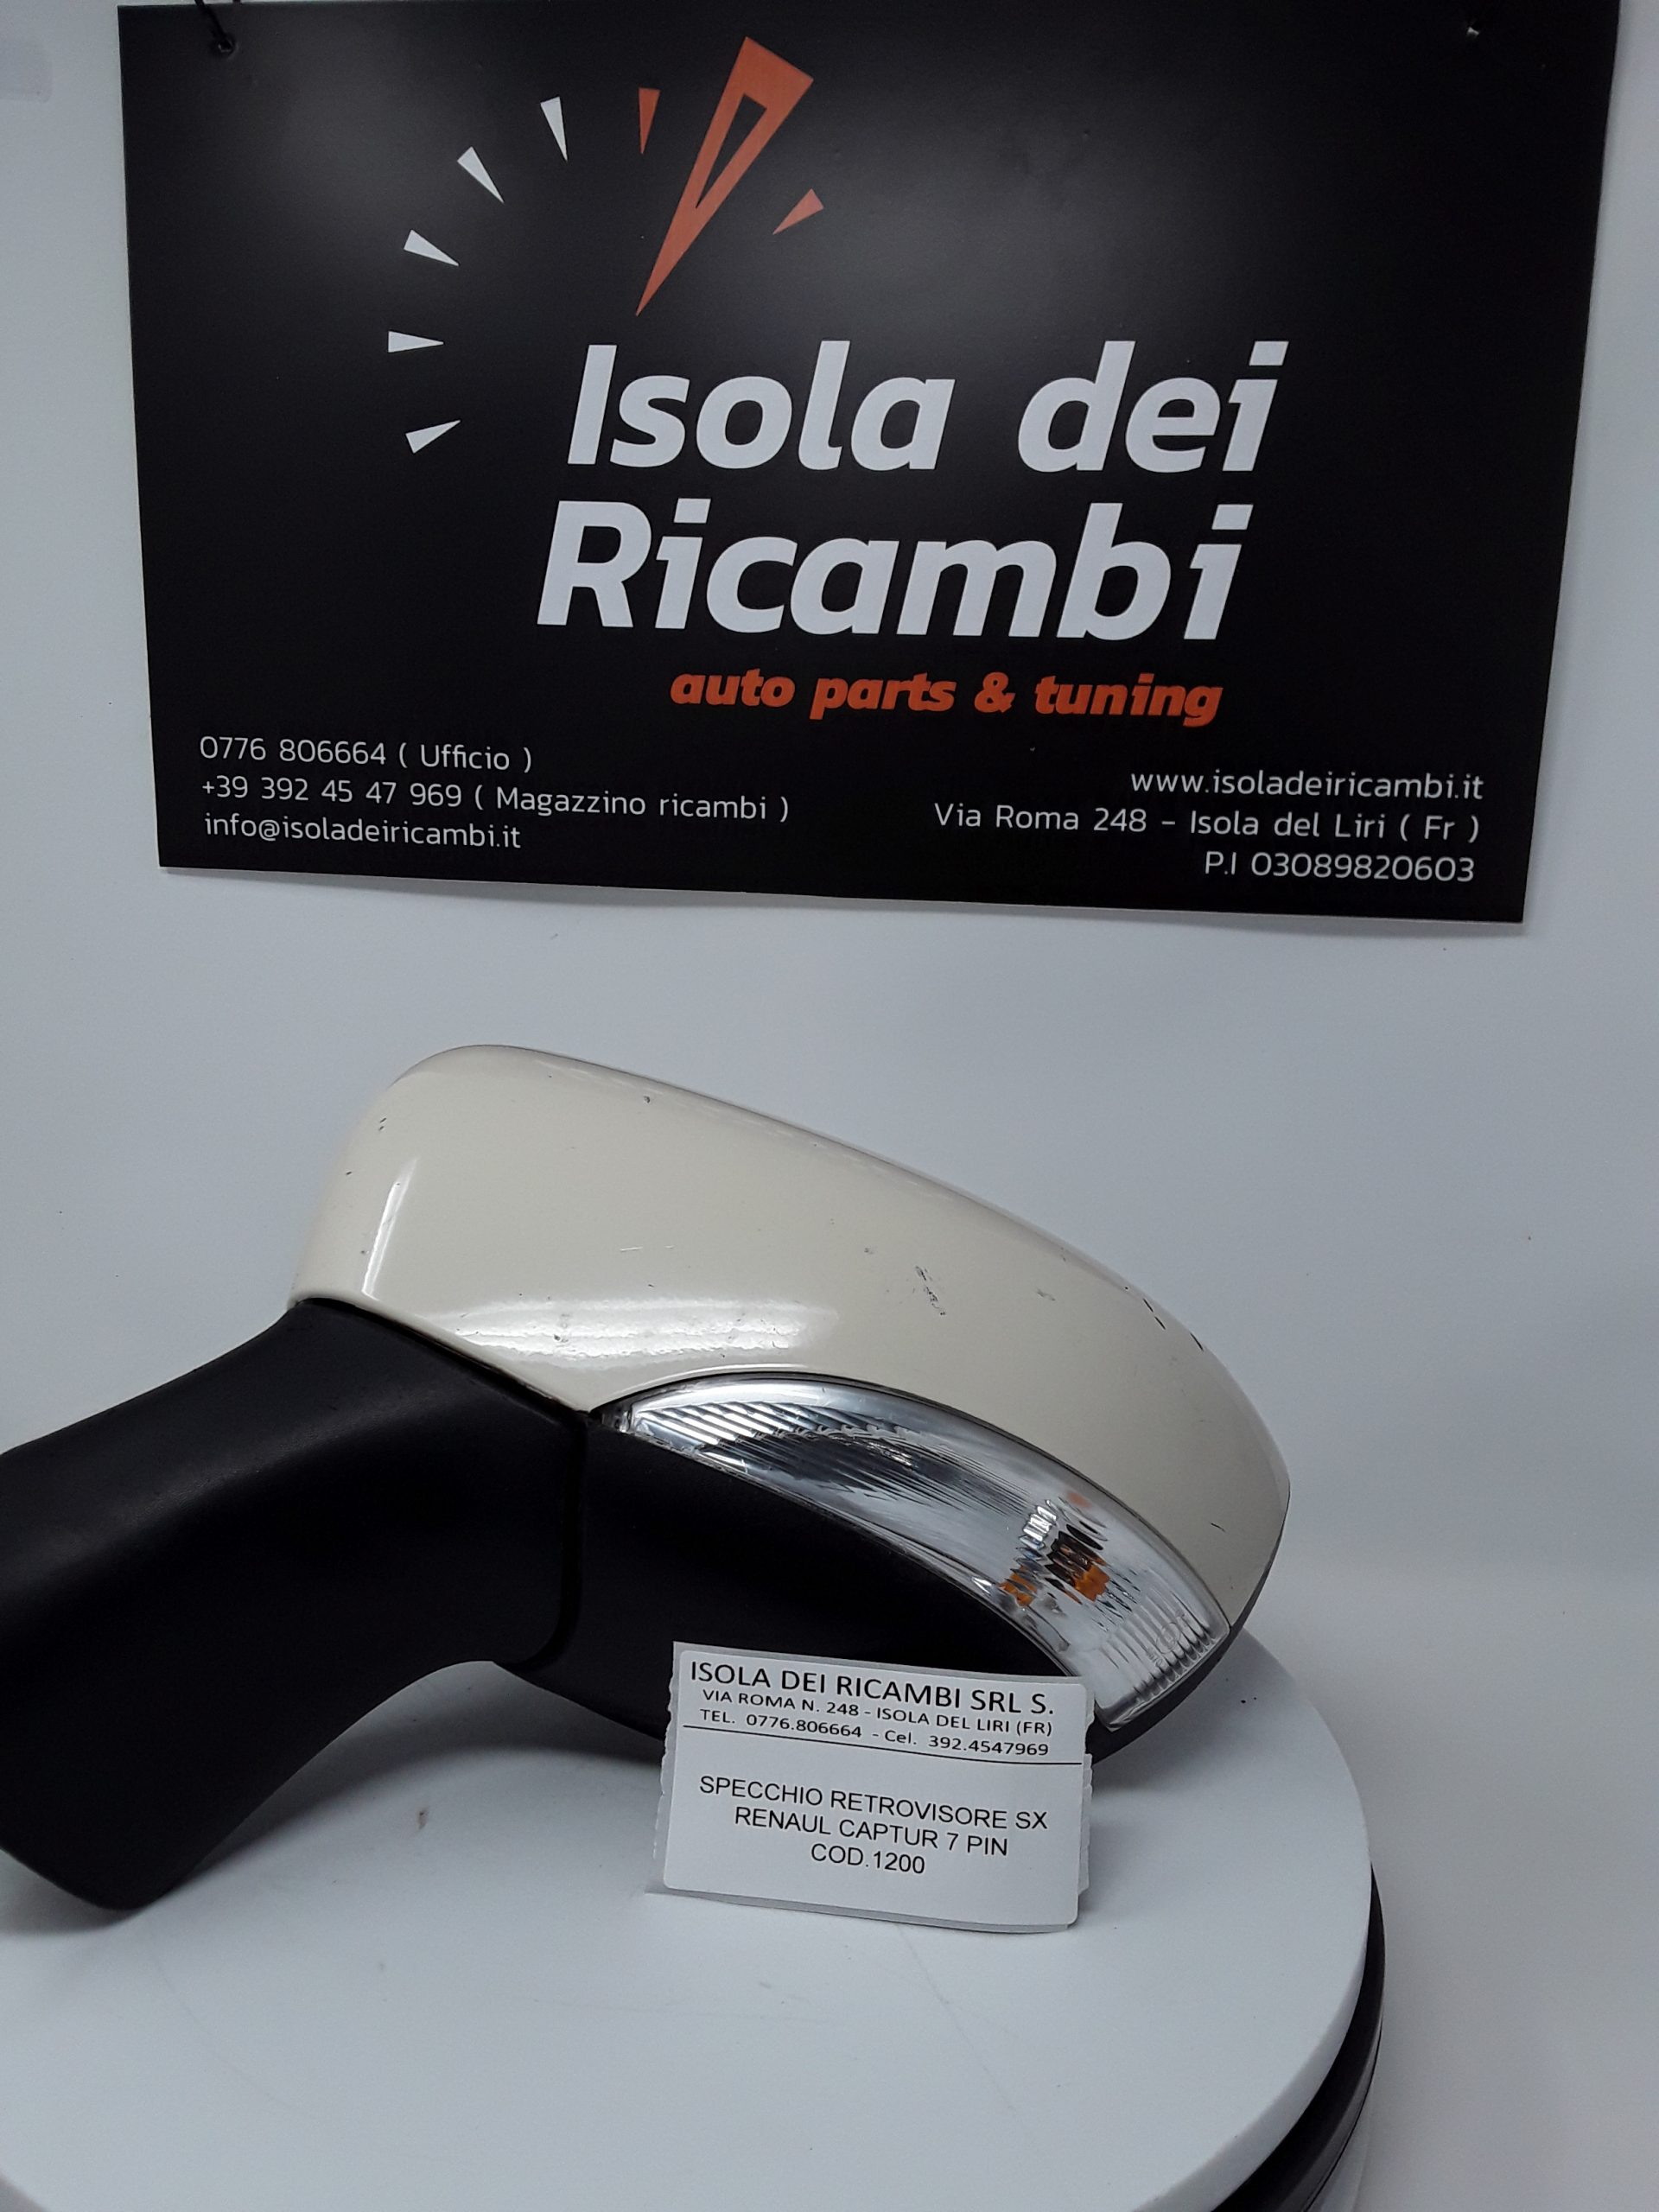 Isola dei
Ricambi
auto parts & tuning
0776 806664 ( Ufficio )
+39 392 45 47 969 ( Magazzino ricambi )
info@isoladeiricambi.it
www.isoladeiricambi.it
Via Roma 248 - Isola del Liri ( Fr )
P.I 03089820603
ISOLA DEI RICAMBI SRL S.
VIA ROMA N. 248 - ISOLA DEL LIRI (FR)
TEL. 0776.806664 - Cel. 392.4547969
SPECCHIO RETROVISORE SX
RENAUL CAPTUR 7 PIN
COD.1200